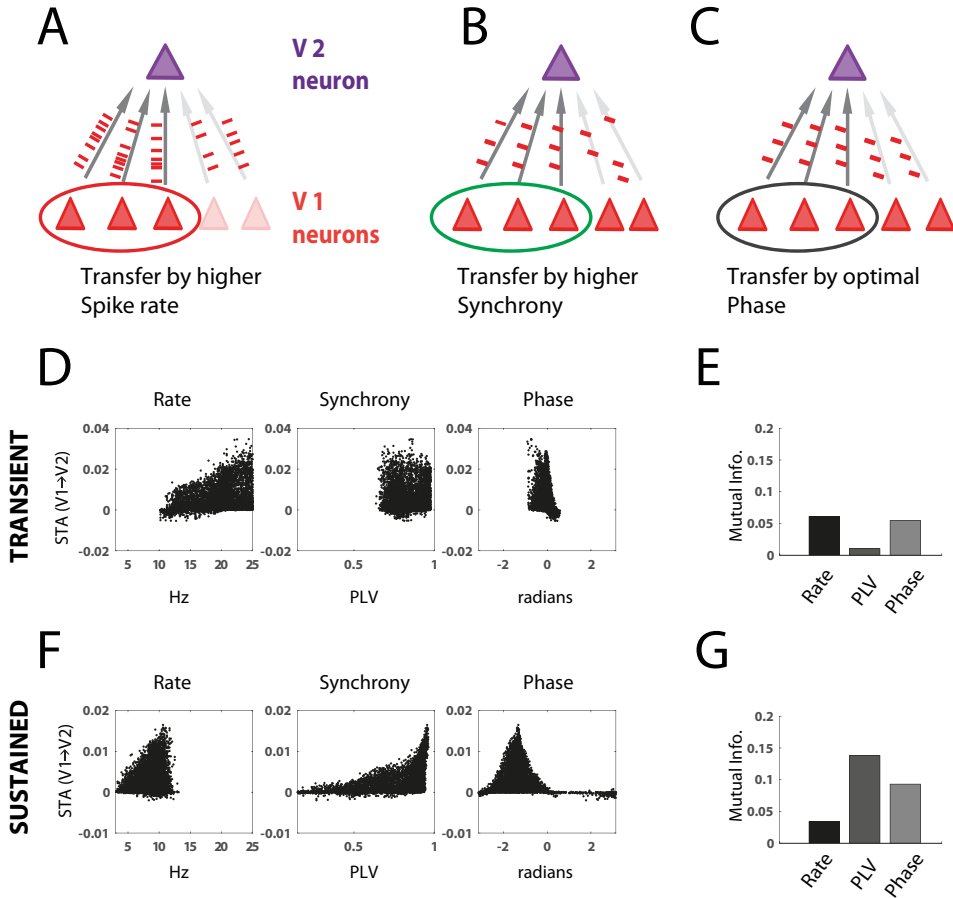 A
B
C
V 2
neuron
V 1
neurons
Transfer by higher
Spike rate
Transfer by higher
Synchrony
Transfer by optimal
Phase
D
E
TRANSIENT
Rate
Synchrony
Phase
STA (V1→V2)
0.04
0.02
0
-0.02
5 10 15 20 25
Hz
0.04
0.02
0
-0.02
0.5 1
PLV
0.04
0.02
0
-0.02
-2 0 2
radians
Mutual Info.
0.2
0.15
0.1
0.05
0
Rate
PLV
Phase
F
G
SUSTAINED
Rate
Synchrony
Phase
STA (V1→V2)
0.02
0.01
0
-0.01
5 10 15 20 25
Hz
0.02
0.01
0
-0.01
0.5 1
PLV
0.02
0.01
0
-0.01
-2 0 2
radians
Mutual Info.
0.2
0.15
0.1
0.05
0
Rate
PLV
Phase